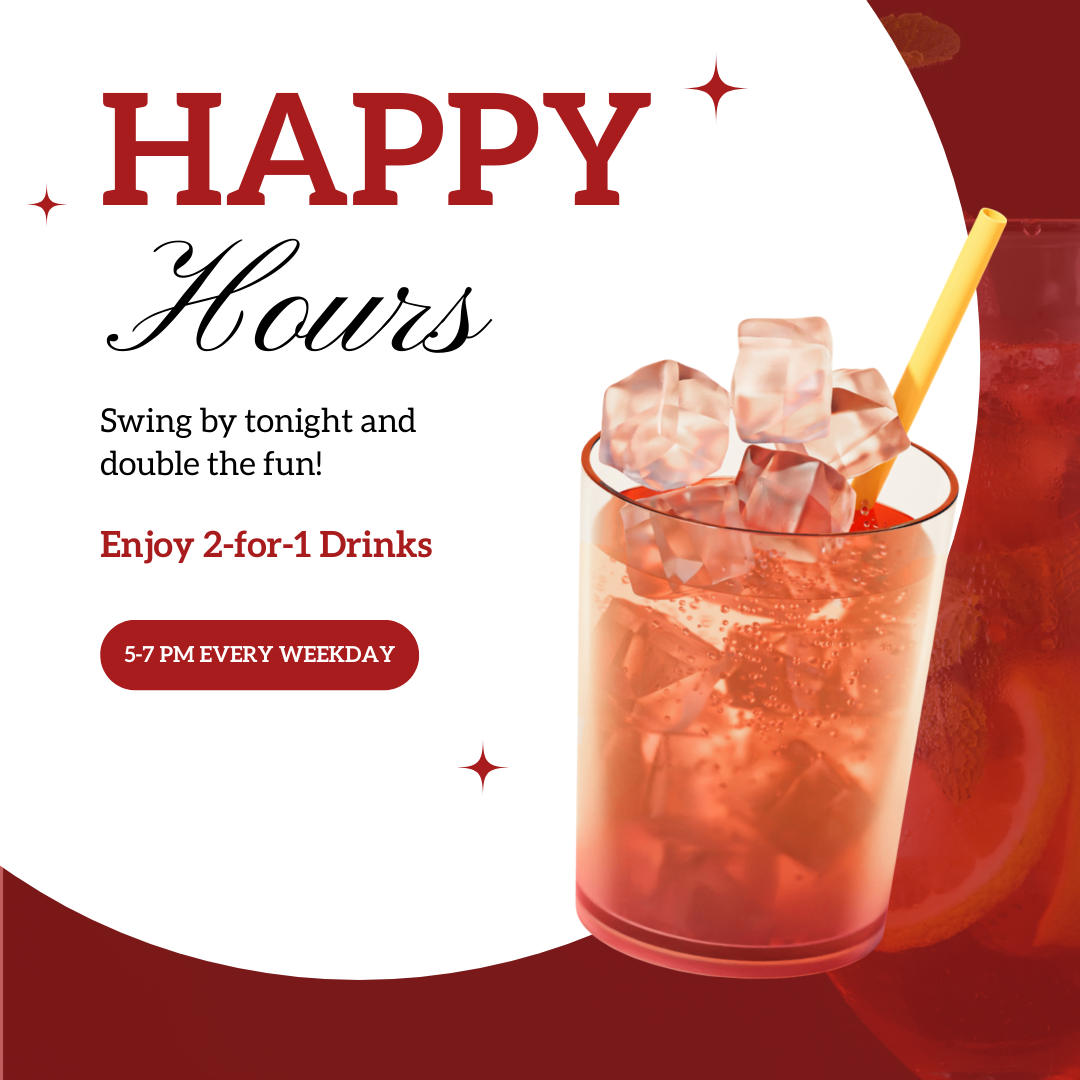 HAPPY
Hours
Swing by tonight and
double the fun!
Enjoy 2-for-1 Drinks
5-7 PM EVERY WEEKDAY